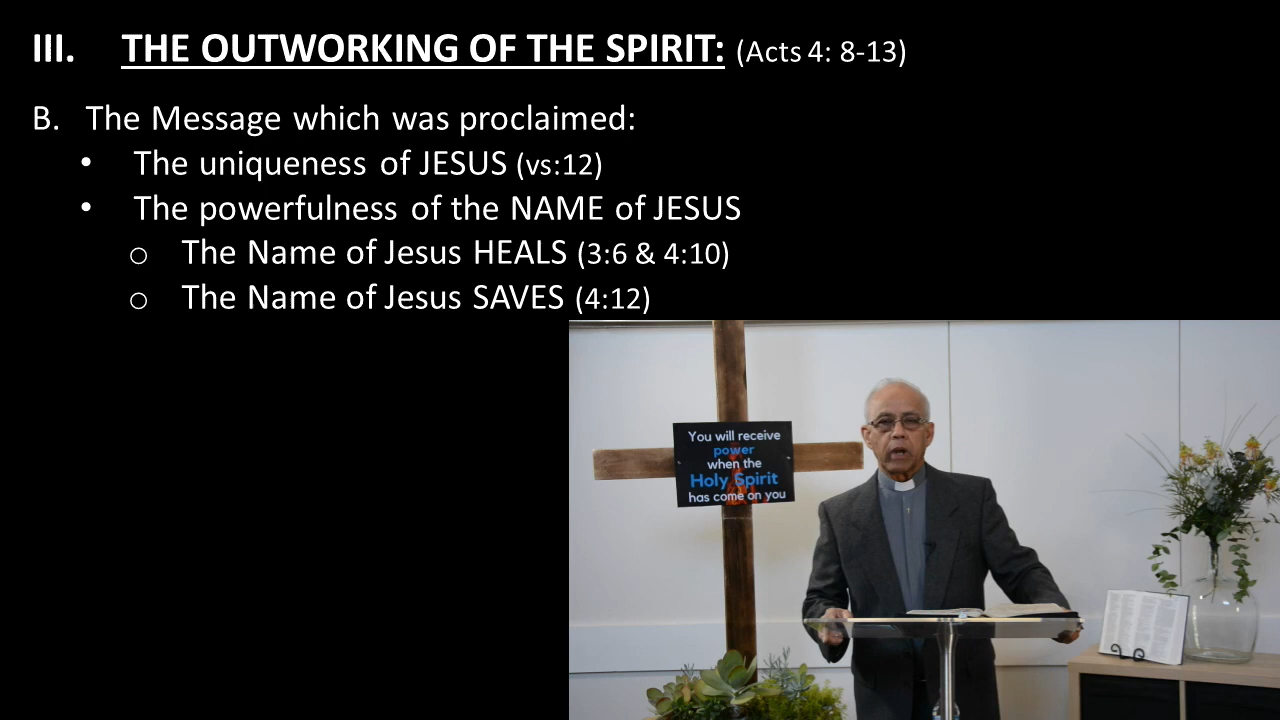 III. THE OUTWORKING OF THE SPIRIT: (Acts 4: 8-13)
B. The Message which was proclaimed:
• The uniqueness of JESUS (vs:12)
• The powerfulness of the NAME of JESUS
o The Name of Jesus HEALS (3:6 & 4:10)
o The Name of Jesus SAVES (4:12)
You will receive
power
when the
Holy Spirit
has come on you